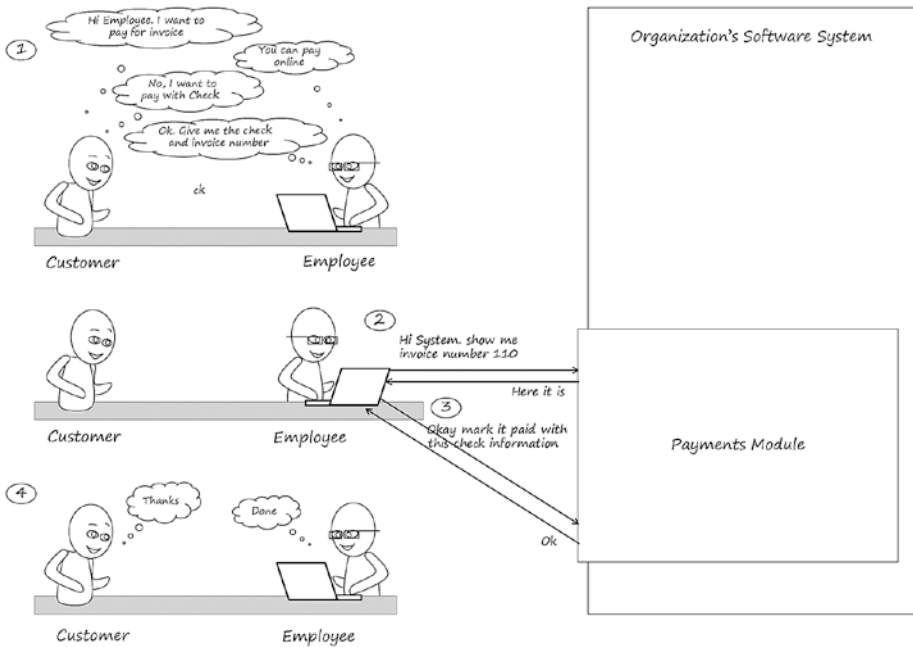 1
Hi Employee. I want to
pay for invoice
You can pay
online
No, I want to
pay with Check
Ok. Give me the check
and invoice number
ck
Customer
Employee
Organization's Software System
2
Hi System. show me
invoice number 110
Here it is
3
Okay mark it paid with
this check information
Ok
Customer
Employee
Payments Module
4
Thanks
Done
Customer
Employee